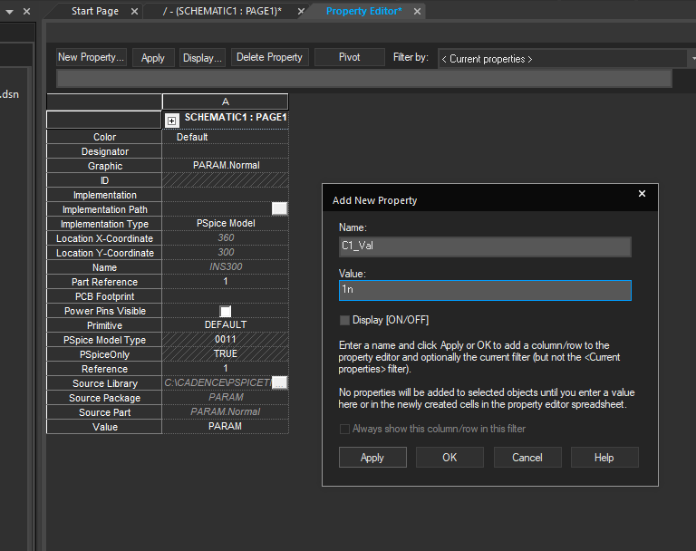 Start Page
/ - (SCHEMATIC1 : PAGE1)*
Property Editor*
New Property...
Apply
Display...
Delete Property
Pivot
Filter by:
< Current properties >
.dsn
A
SCHEMATIC1 : PAGE1
Color Default
Designator
Graphic PARAM.Normal
ID
Implementation
Implementation Path
Implementation Type PSpice Model
Location X-Coordinate 360
Location Y-Coordinate 300
Name INS300
Part Reference 1
PCB Footprint
Power Pins Visible
Primitive DEFAULT
PSpice Model Type 0011
PSpiceOnly TRUE
Reference 1
Source Library C:\CADENCE\PSPICET
Source Package PARAM
Source Part PARAM.Normal
Value PARAM
Add New Property
Name:
C1_Val
Value:
1n
Display [ON/OFF]
Enter a name and click Apply or OK to add a column/row to the
property editor and optionally the current filter (but not the <Current
properties> filter).
No properties will be added to selected objects until you enter a value
here or in the newly created cells in the property editor spreadsheet.
Always show this column/row in this filter
Apply
OK
Cancel
Help